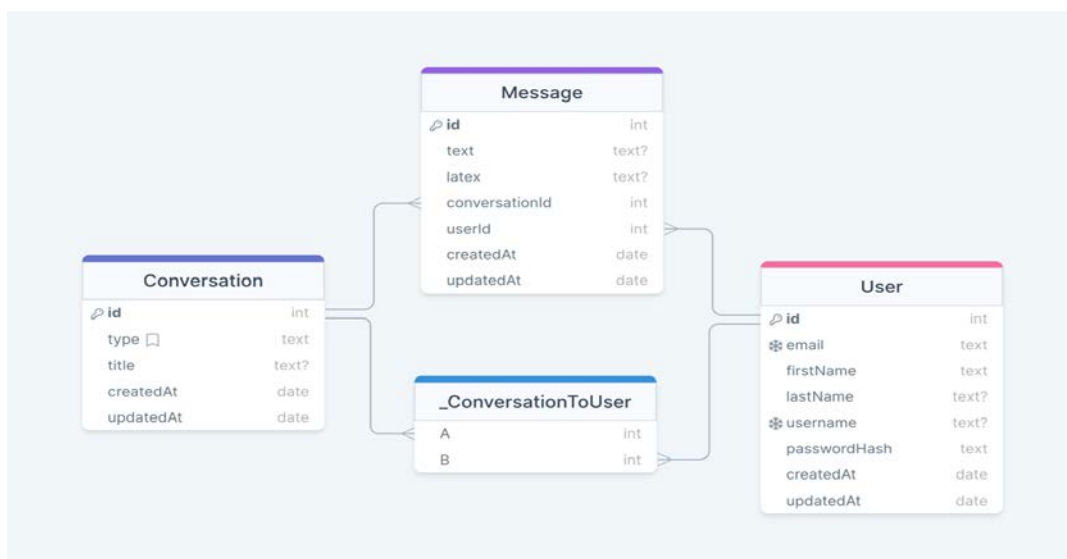 Message
id int
text text?
latex text?
conversationId int
userId int
createdAt date
updatedAt date
Conversation
id int
type text
title text?
createdAt date
updatedAt date
_ConversationToUser
A int
B int
User
id int
email text
firstName text
lastName text?
username text?
passwordHash text
createdAt date
updatedAt date